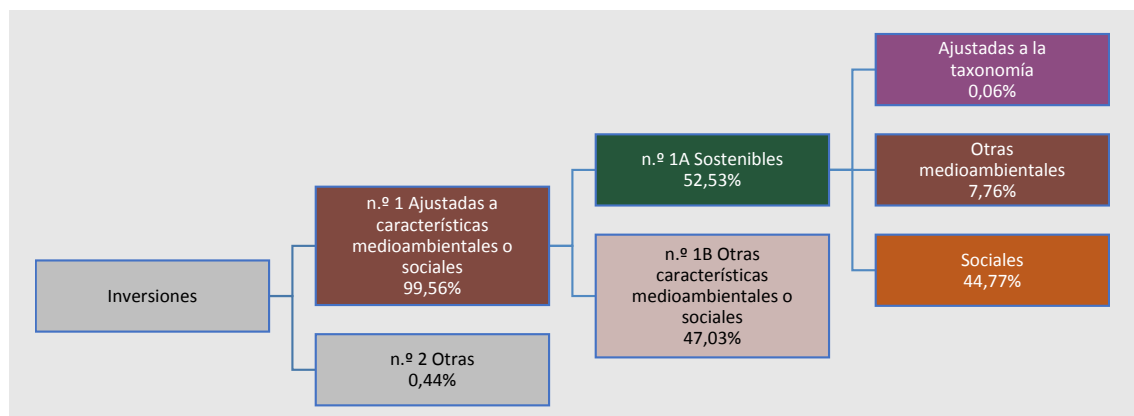 Inversiones
n.º 1 Ajustadas a
características
medioambientales o
sociales
99,56%
n.º 2 Otras
0,44%
n.º 1A Sostenibles
52,53%
n.º 1B Otras
características
medioambientales o
sociales
47,03%
Ajustadas a la
taxonomía
0,06%
Otras
medioambientales
7,76%
Sociales
44,77%